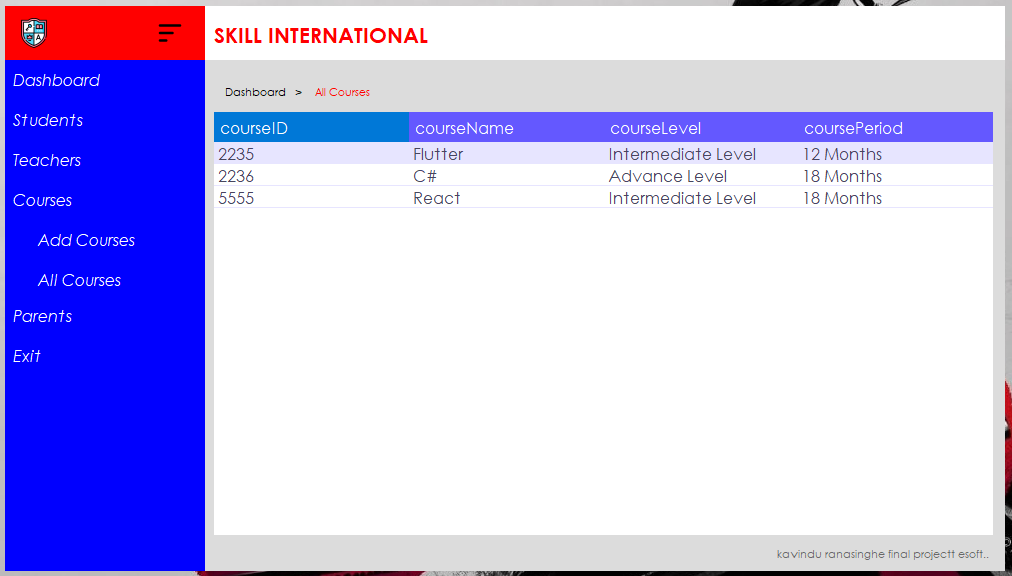 SKILL INTERNATIONAL
Dashboard
Students
Teachers
Courses
Add Courses
All Courses
Parents
Exit
Dashboard > All Courses
courseID courseName courseLevel coursePeriod
2235 Flutter Intermediate Level 12 Months
2236 C# Advance Level 18 Months
5555 React Intermediate Level 18 Months
kavindu ranasinghe final projectt esoft..